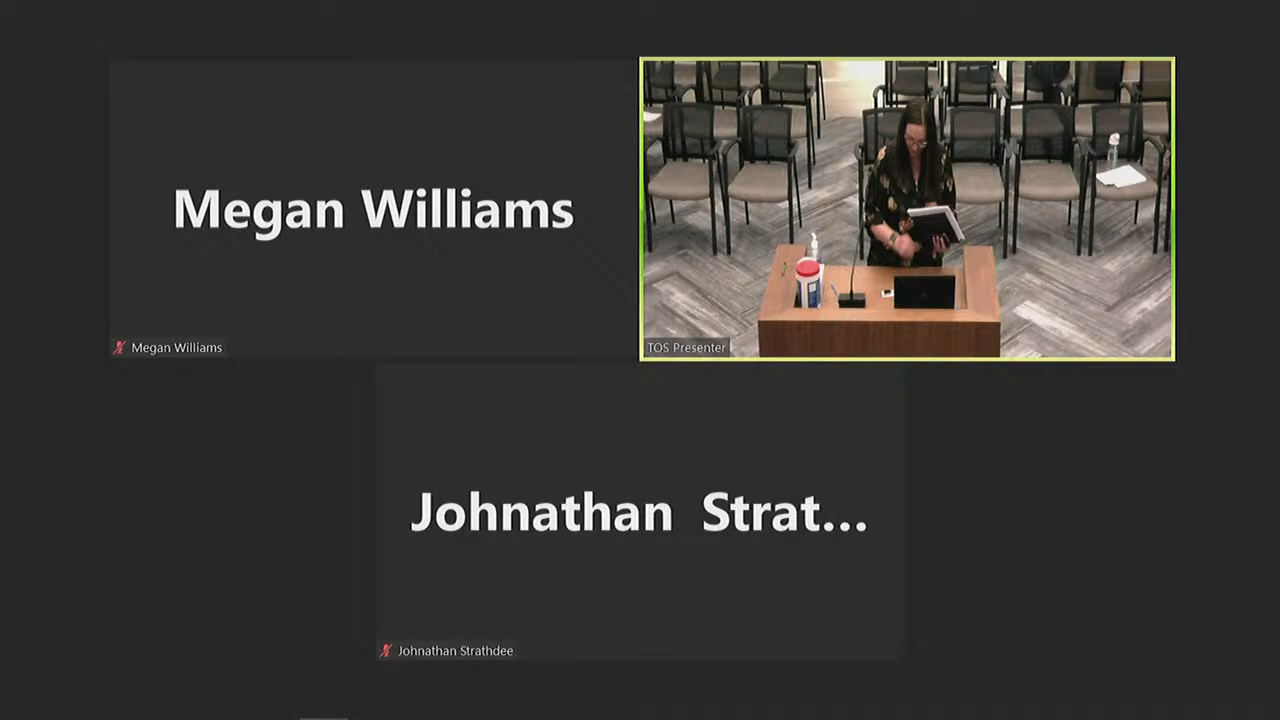 Megan Williams
Megan Williams
TOS Presenter
Johnathan Strat...
Johnathan Strathdee